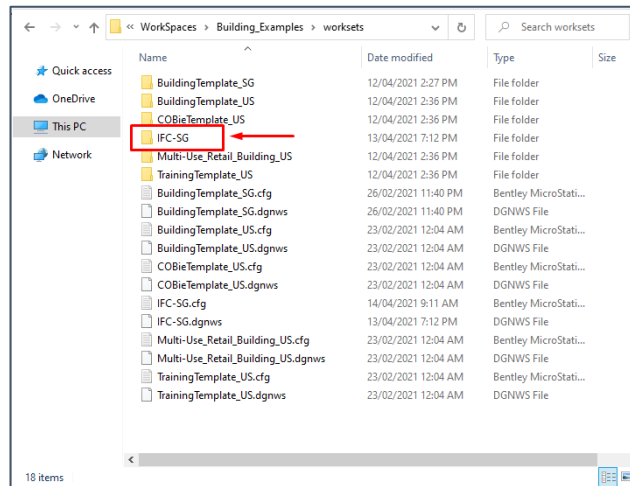 « WorkSpaces › Building_Examples › worksets
Search worksets
Name Date modified Type Size
Quick access
OneDrive
This PC
Network
BuildingTemplate_SG 12/04/2021 2:27 PM File folder
BuildingTemplate_US 12/04/2021 2:36 PM File folder
COBieTemplate_US 12/04/2021 2:36 PM File folder
IFC-SG 13/04/2021 7:12 PM File folder
Multi-Use_Retail_Building_US 12/04/2021 2:36 PM File folder
TrainingTemplate_US 12/04/2021 2:36 PM File folder
BuildingTemplate_SG.cfg 26/02/2021 11:40 PM Bentley MicroStati...
BuildingTemplate_SG.dgnws 26/02/2021 11:40 PM DGNWS File
BuildingTemplate_US.cfg 23/02/2021 12:04 AM Bentley MicroStati...
BuildingTemplate_US.dgnws 23/02/2021 12:04 AM DGNWS File
COBieTemplate_US.cfg 23/02/2021 12:04 AM Bentley MicroStati...
COBieTemplate_US.dgnws 23/02/2021 12:04 AM DGNWS File
IFC-SG.cfg 14/04/2021 9:11 AM Bentley MicroStati...
IFC-SG.dgnws 13/04/2021 7:12 PM DGNWS File
Multi-Use_Retail_Building_US.cfg 23/02/2021 12:04 AM Bentley MicroStati...
Multi-Use_Retail_Building_US.dgnws 23/02/2021 12:04 AM DGNWS File
TrainingTemplate_US.cfg 23/02/2021 12:04 AM Bentley MicroStati...
TrainingTemplate_US.dgnws 23/02/2021 12:04 AM DGNWS File
18 items